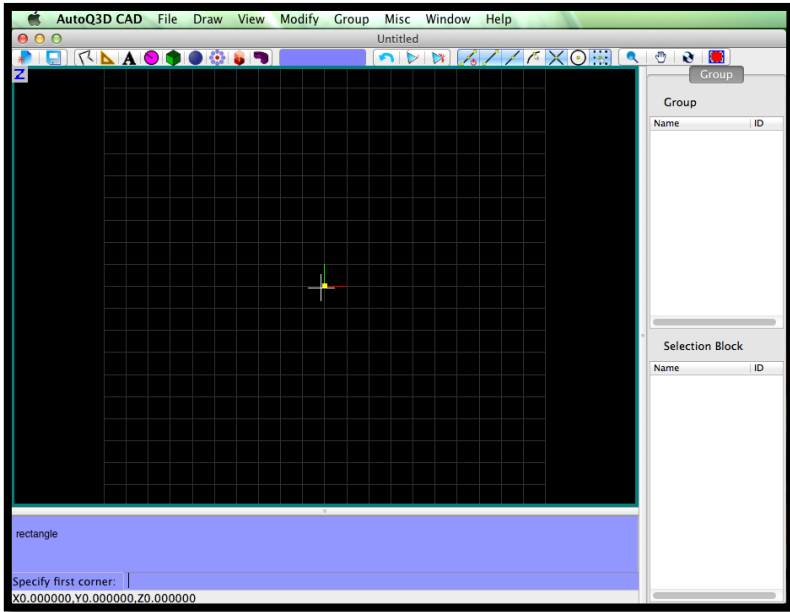 AutoQ3D CAD File Draw View Modify Group Misc Window Help
Untitled
A
Z
Group
Group
Name ID
Selection Block
Name ID
rectangle
Specify first corner:
X0.000000,Y0.000000,Z0.000000